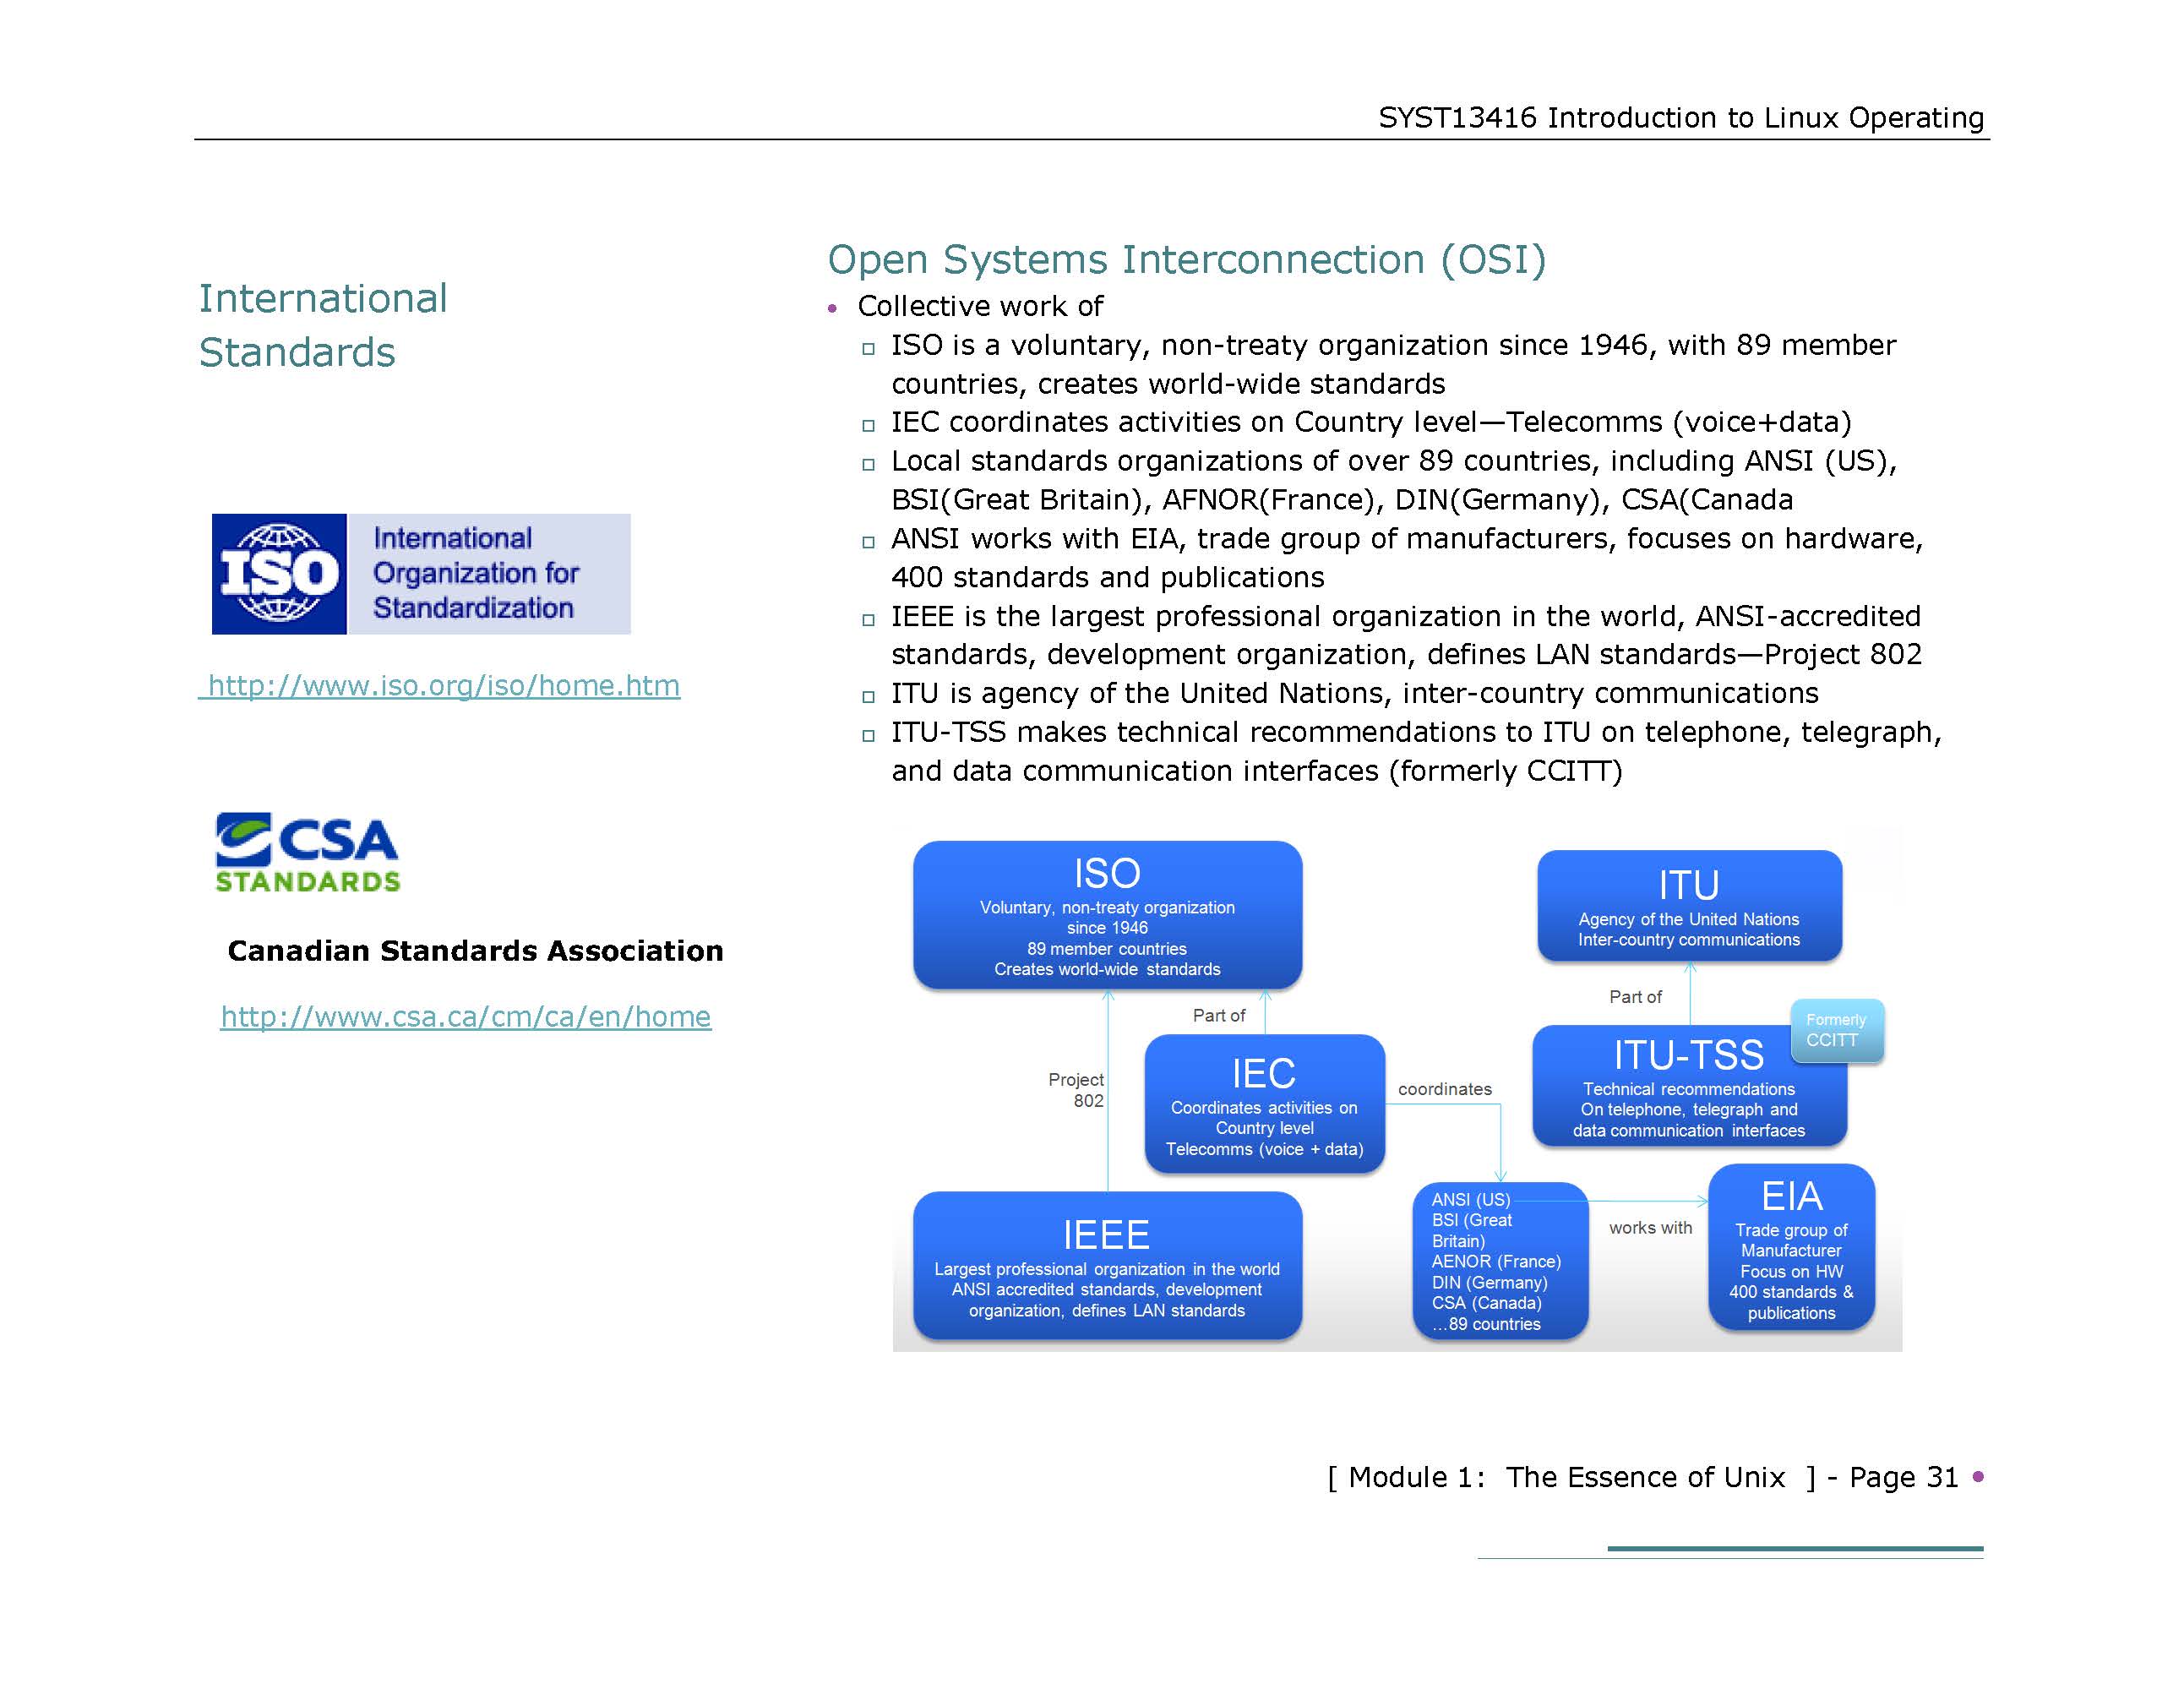 SYST13416 Introduction to Linux Operating
International
Standards
International
Organization for
Standardization
ISO
http://www.iso.org/iso/home.htm
CSA
STANDARDS
Canadian Standards Association
http://www.csa.ca/cm/ca/en/home
Open Systems Interconnection (OSI)
• Collective work of
▫ ISO is a voluntary, non-treaty organization since 1946, with 89 member
countries, creates world-wide standards
▫ IEC coordinates activities on Country level—Telecomms (voice+data)
▫ Local standards organizations of over 89 countries, including ANSI (US),
BSI(Great Britain), AFNOR(France), DIN(Germany), CSA(Canada
▫ ANSI works with EIA, trade group of manufacturers, focuses on hardware,
400 standards and publications
▫ IEEE is the largest professional organization in the world, ANSI-accredited
standards, development organization, defines LAN standards—Project 802
▫ ITU is agency of the United Nations, inter-country communications
▫ ITU-TSS makes technical recommendations to ITU on telephone, telegraph,
and data communication interfaces (formerly CCITT)
ISO
Voluntary, non-treaty organization
since 1946
89 member countries
Creates world-wide standards
ITU
Agency of the United Nations
Inter-country communications
Part of
Part of
Formerly
CCITT
Project
802
IEC
Coordinates activities on
Country level
Telecomms (voice + data)
coordinates
ITU-TSS
Technical recommendations
On telephone, telegraph and
data communication interfaces
IEEE
Largest professional organization in the world
ANSI accredited standards, development
organization, defines LAN standards
ANSI (US)
BSI (Great
Britain)
AENOR (France)
DIN (Germany)
CSA (Canada)
...89 countries
works with
EIA
Trade group of
Manufacturer
Focus on HW
400 standards &
publications
[ Module 1:  The Essence of Unix  ] - Page 31 •